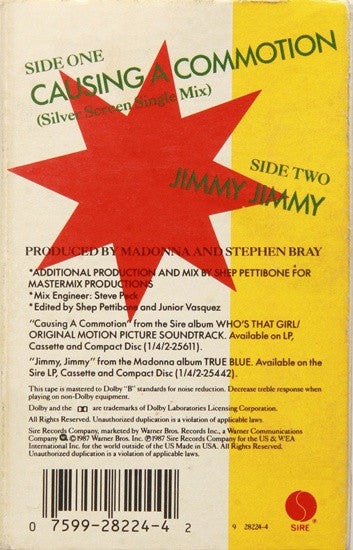 SIDE ONE
CAUSING A COMMOTION
(Silver Screen Single Mix)
SIDE TWO
JIMMY JIMMY
PRODUCED BY MADONNA AND STEPHEN BRAY
*ADDITIONAL PRODUCTION AND MIX BY SHEP PETTIBONE FOR
MASTERMIX PRODUCTIONS
*Mix Engineer: Steve Peck
*Edited by Shep Pettibone and Junior Vasquez
"Causing A Commotion" from the Sire album WHO'S THAT GIRL/
ORIGINAL MOTION PICTURE SOUNDTRACK. Available on LP,
Cassette and Compact Disc (1/4/2-25611).
"Jimmy, Jimmy" from the Madonna album TRUE BLUE. Available on the
Sire LP, Cassette and Compact Disc (1/4/2-25442).
This tape is mastered to Dolby "B" standards for noise reduction. Decrease treble response when
playing on non-Dolby equipment.
Dolby and the are trademarks of Dolby Laboratories Licensing Corporation.
All Rights Reserved. Unauthorized duplication is a violation of applicable laws.
Sire Records Company, marketed by Warner Bros. Records Inc., a Warner Communications
Company ©1987 Warner Bros. Inc. ℗1987 Sire Records Company for the US & WEA
International Inc. for the world outside of the US Made in USA. All Rights Reserved.
Unauthorized duplication is a violation of applicable laws.
0 7599-28224-4 2
9 28224-4
SIRE®